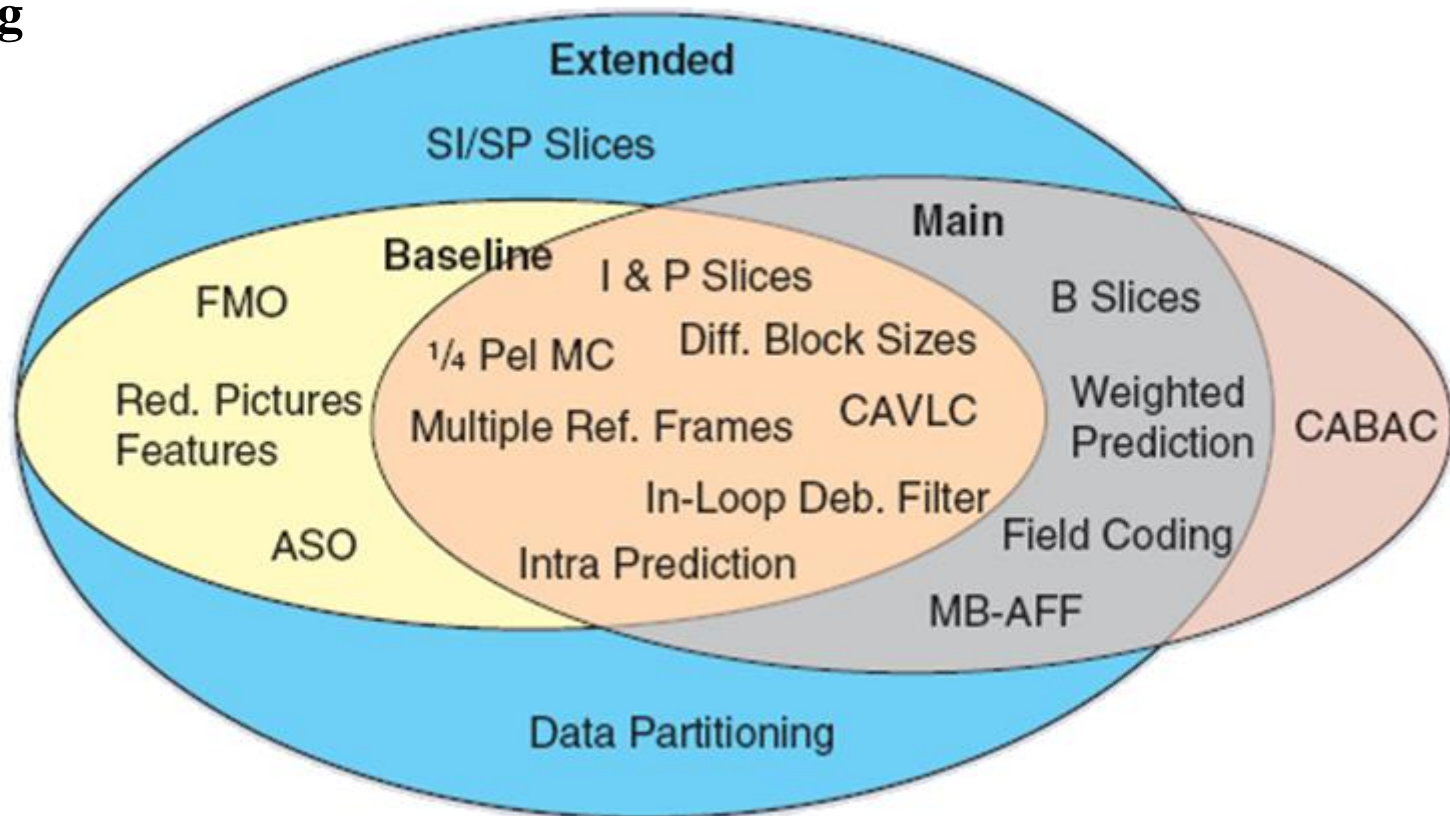 g
Extended
SI/SP Slices
Main
Baseline
I & P Slices
FMO
B Slices
¼ Pel MC
Diff. Block Sizes
Red. Pictures
Features
Multiple Ref. Frames
CAVLC
Weighted
Prediction
CABAC
In-Loop Deb. Filter
ASO
Field Coding
Intra Prediction
MB-AFF
Data Partitioning